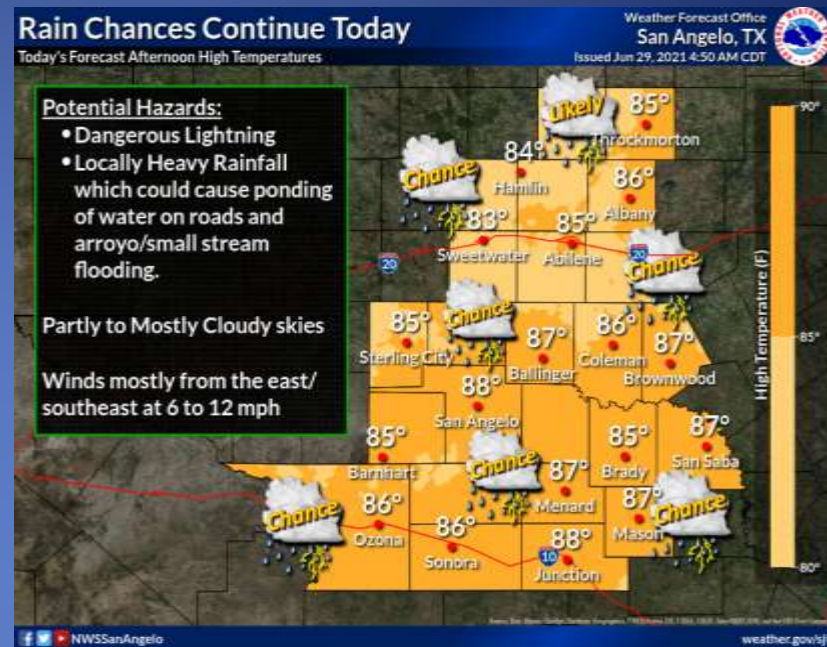 Rain Chances Continue Today
Today's Forecast Afternoon High Temperatures
Weather Forecast Office
San Angelo, TX
Issued Jun 29, 2021 4:50 AM CDT
Potential Hazards:
• Dangerous Lightning
• Locally Heavy Rainfall
which could cause ponding
of water on roads and
arroyo/small stream
flooding.
Partly to Mostly Cloudy skies
Winds mostly from the east/
southeast at 6 to 12 mph
Likely
85°
Throckmorton
Chance
84°
Hamlin
86°
Albany
83°
Sweetwater
85°
Abilene
20
20
Chance
Chance
85°
Sterling City
87°
Ballinger
86°
Coleman
87°
Brownwood
88°
San Angelo
85°
Barnhart
Chance
87°
Menard
85°
Brady
87°
San Saba
Chance
86°
Ozona
86°
Sonora
10
88°
Junction
87°
Mason
Chance
90°
85°
80°
High Temperature (F)
NWSSanAngelo
weather.gov/sjt